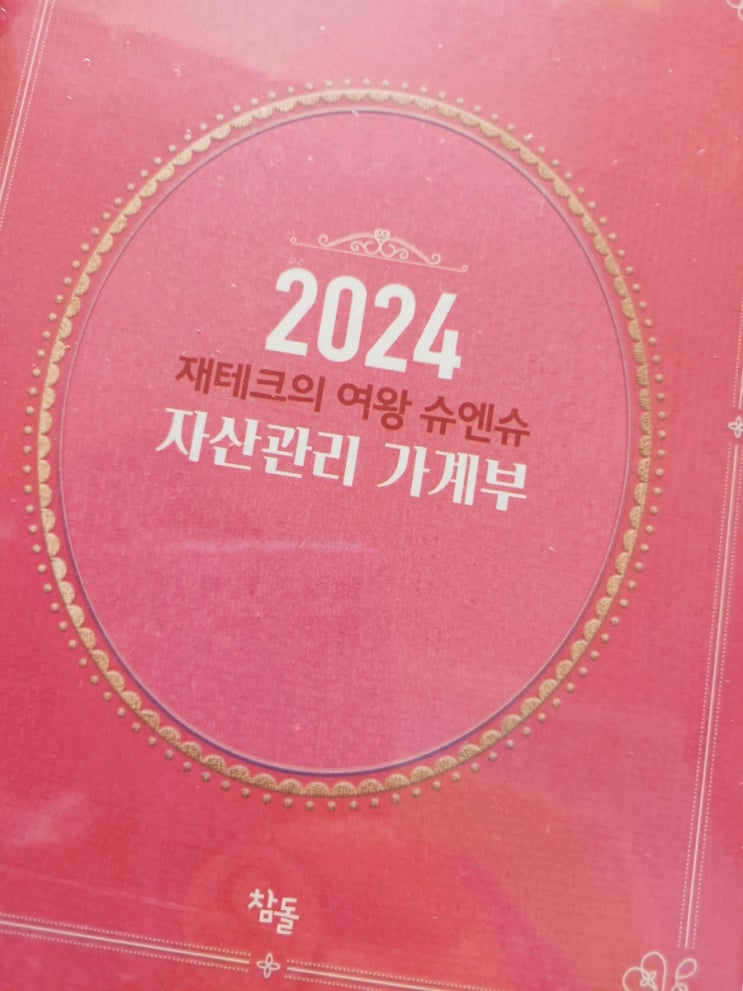 2024
재테크의 여왕 슈엔슈
자산관리 가계부
참돌